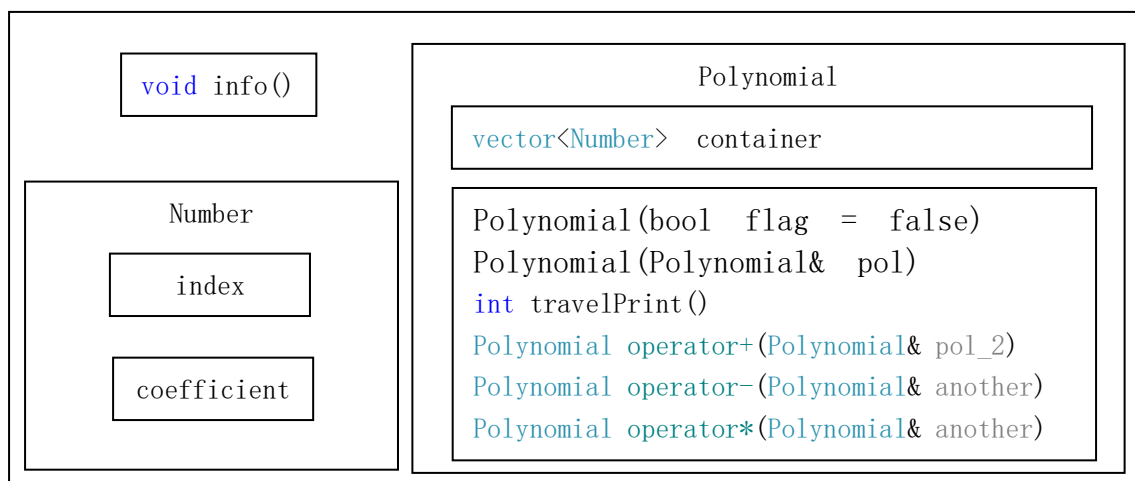 void info()
Number
index
coefficient
Polynomial
vector<Number> container
Polynomial(bool flag = false)
Polynomial(Polynomial& pol)
int travelPrint()
Polynomial operator+(Polynomial& pol_2)
Polynomial operator-(Polynomial& another)
Polynomial operator*(Polynomial& another)